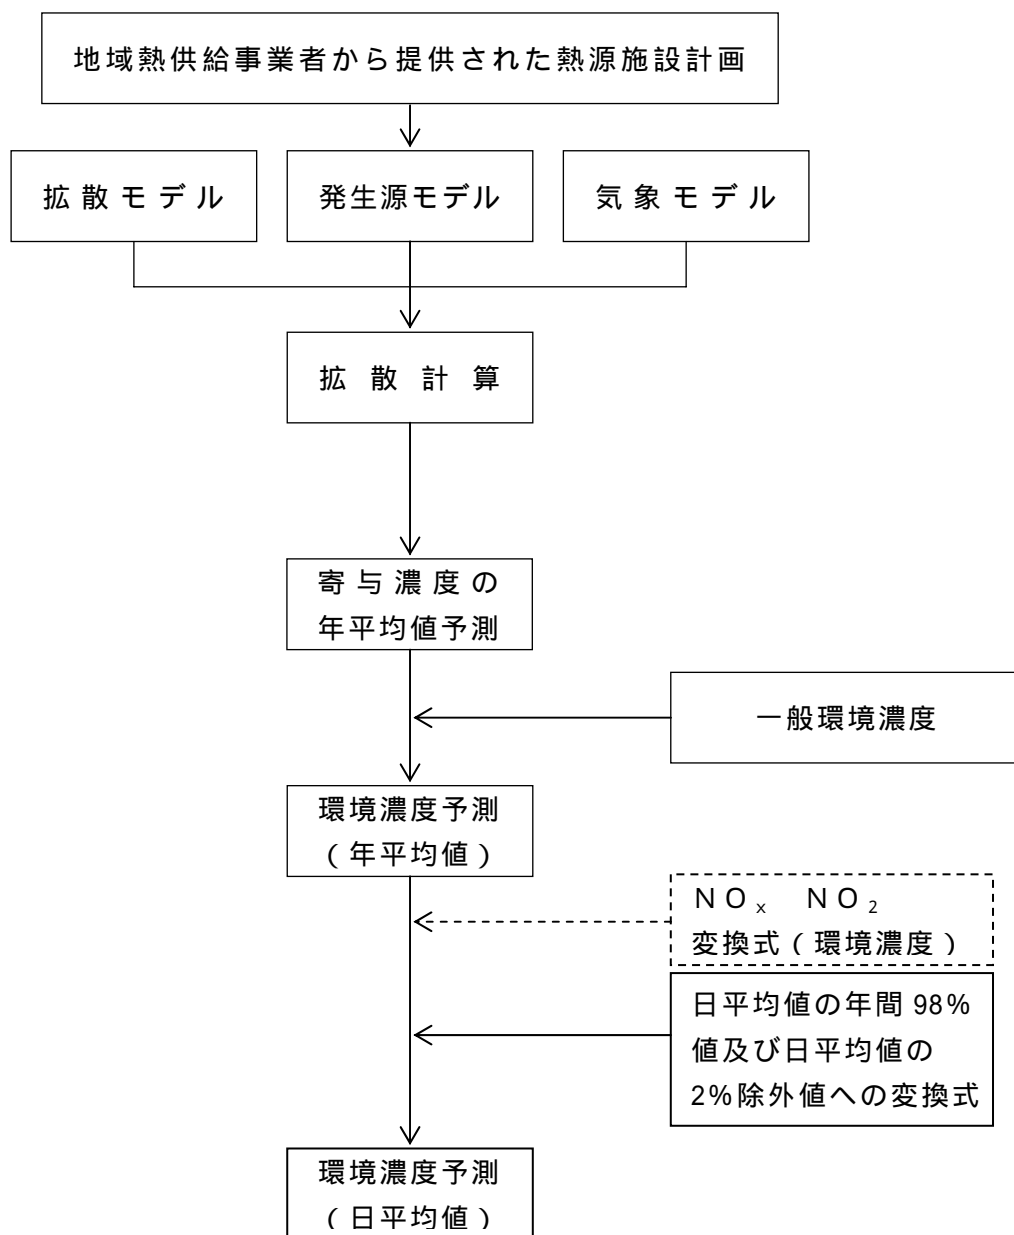 地域熱供給事業者から提供された熱源施設計画
拡散モデル
発生源モデル
気象モデル
拡散計算
寄与濃度の
年平均値予測
一般環境濃度
環境濃度予測
(年平均値)
ＮＯx　ＮＯ2
変換式(環境濃度)
日平均値の年間 98%
値及び日平均値の
2%除外値への変換式
環境濃度予測
(日平均値)